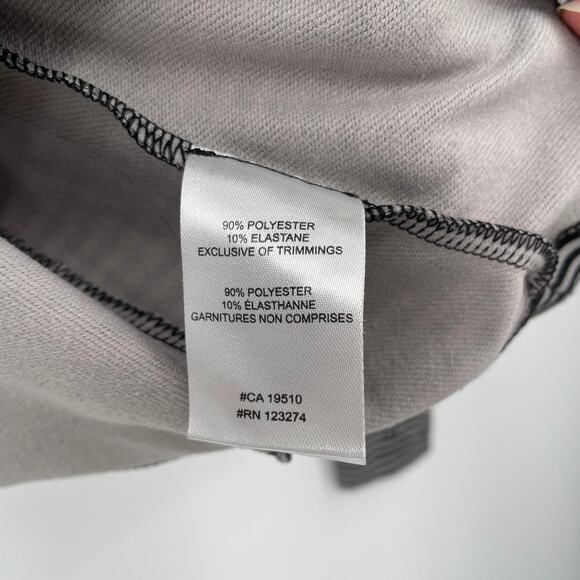 90% POLYESTER
10% ELASTANE
EXCLUSIVE OF TRIMMINGS
90% POLYESTER
10% ÉLASTHANNE
GARNITURES NON COMPRISES
#CA 19510
#RN 123274